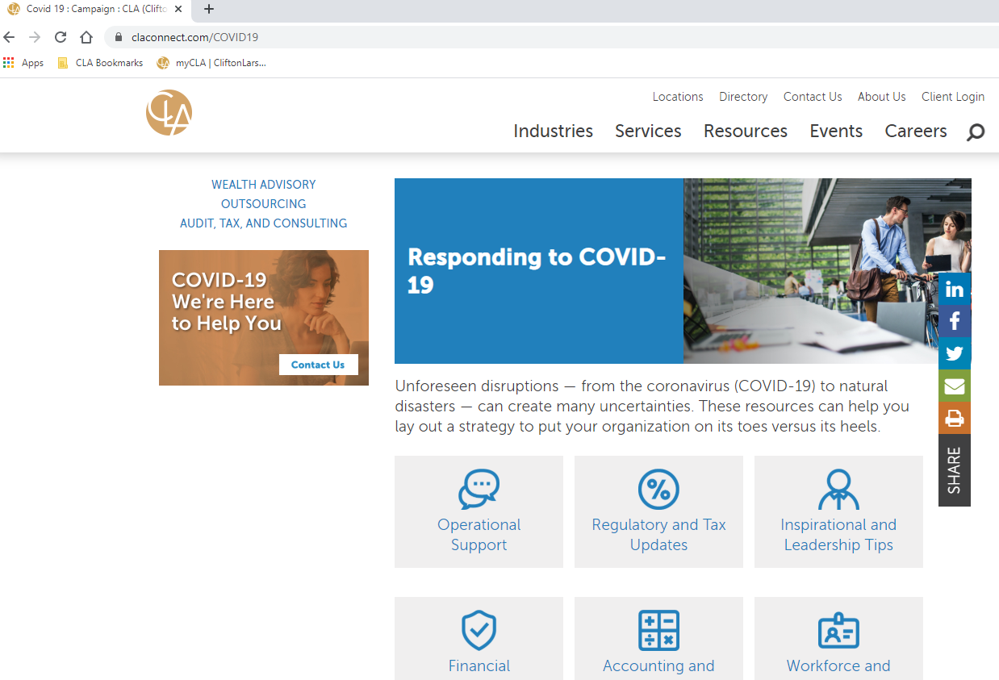 Covid 19 : Campaign : CLA (Clifto
claconnect.com/COVID19
Apps CLA Bookmarks myCLA | CliftonLars...
CLA
Locations Directory Contact Us About Us Client Login
Industries Services Resources Events Careers
WEALTH ADVISORY
OUTSOURCING
AUDIT, TAX, AND CONSULTING
COVID-19
We're Here
to Help You
Contact Us
Responding to COVID-
19
in
f
Unforeseen disruptions — from the coronavirus (COVID-19) to natural
disasters — can create many uncertainties. These resources can help you
lay out a strategy to put your organization on its toes versus its heels.
SHARE
Operational
Support
Regulatory and Tax
Updates
Inspirational and
Leadership Tips
Financial
Accounting and
Workforce and